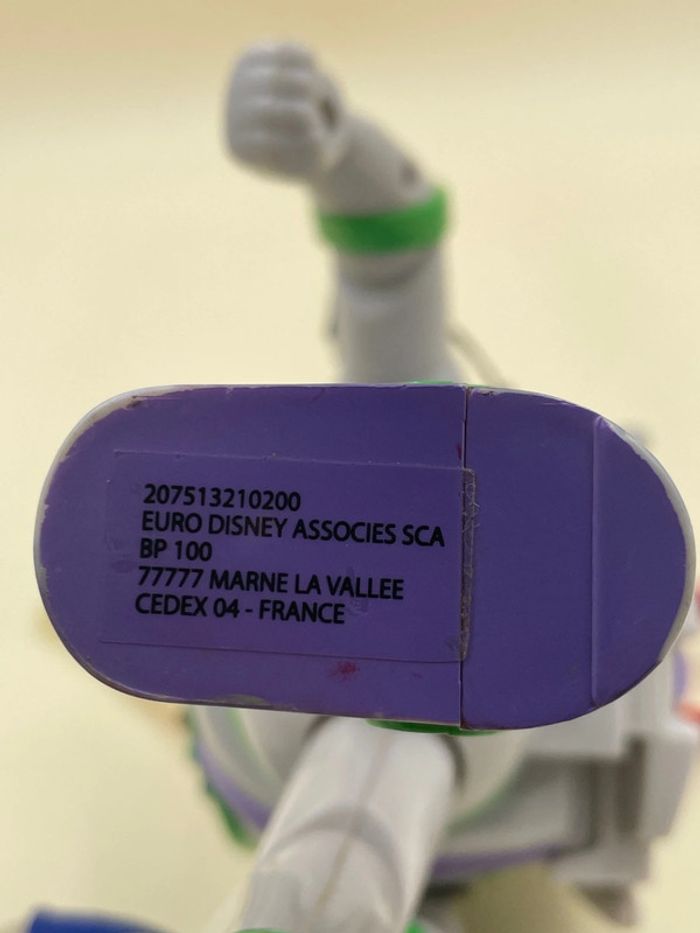 207513210200
EURO DISNEY ASSOCIES SCA
BP 100
77777 MARNE LA VALLEE
CEDEX 04 - FRANCE